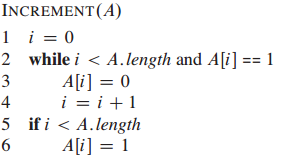 INCREMENT(A)
1 i = 0
2 while i < A.length and A[i] == 1
3 A[i] = 0
4 i = i + 1
5 if i < A.length
6 A[i] = 1